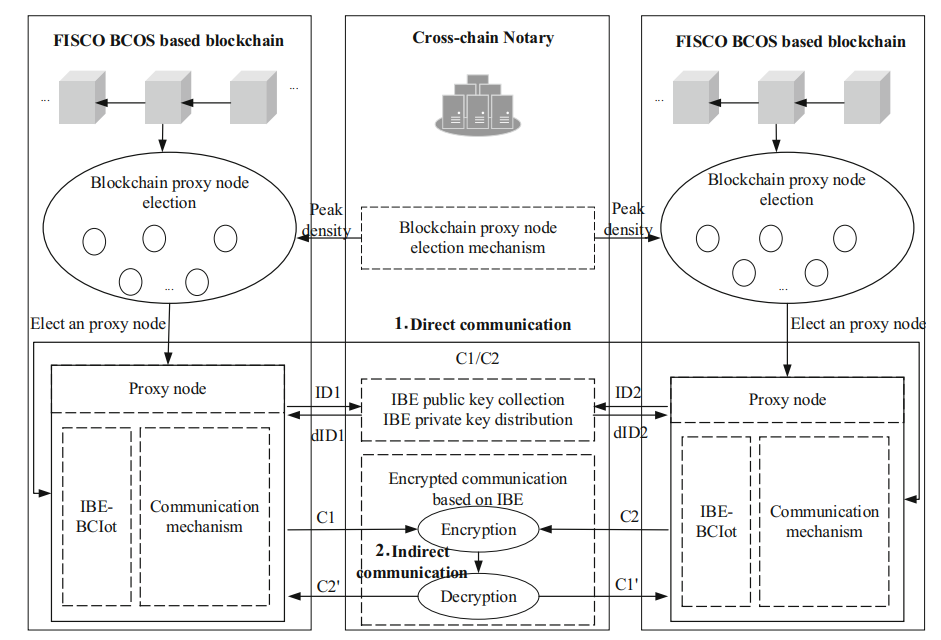 FISCO BCOS based blockchain
Cross-chain Notary
FISCO BCOS based blockchain
...
...
...
Blockchain proxy node
election
...
Peak
density
Blockchain proxy node
election mechanism
Peak
density
Blockchain proxy node
election
...
Elect an proxy node
1. Direct communication
Elect an proxy node
C1/C2
Proxy node
ID1
dID1
IBE public key collection
IBE private key distribution
ID2
dID2
Proxy node
IBE-
BCIot
Communication
mechanism
Encrypted communication
based on IBE
C1
Encryption
C2
2. Indirect
communication
C2'
Decryption
C1'
IBE-
BCIot
Communication
mechanism